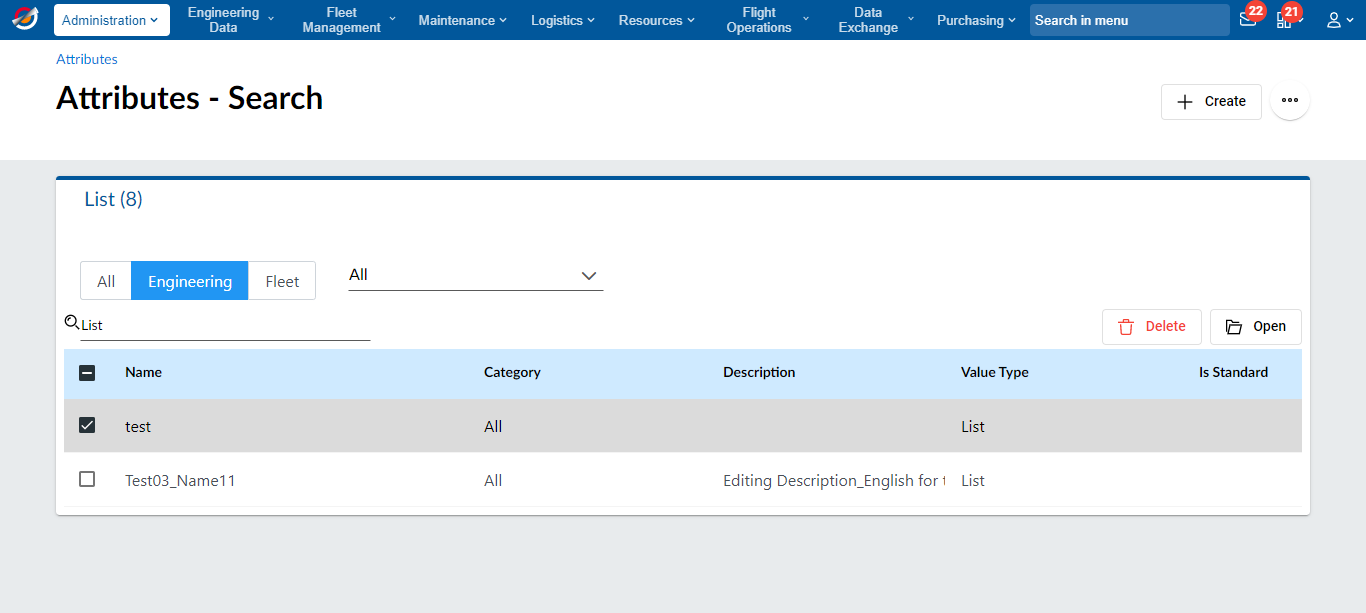 Administration
Engineering
Data
Fleet
Management
Maintenance
Logistics
Resources
Flight
Operations
Data
Exchange
Purchasing
Search in menu
22
21
Attributes
Attributes - Search
Create
List (8)
All
Engineering
Fleet
All
List
Delete
Open
Name Category Description Value Type Is Standard
test All List
Test03_Name11 All Editing Description_English for t List